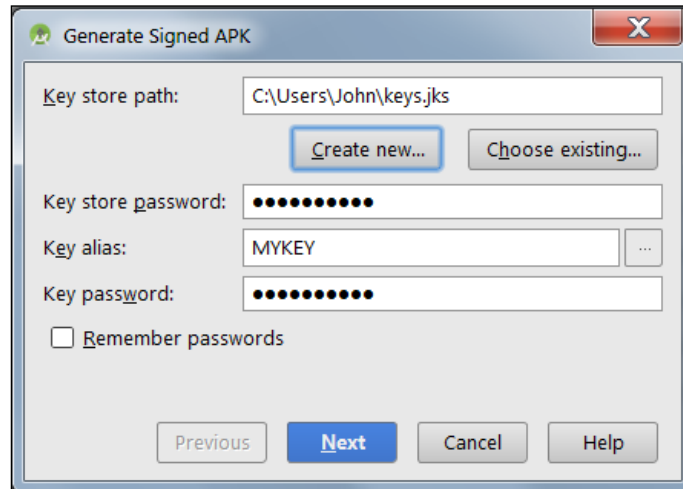 Generate Signed APK
X
Key store path: C:\Users\John\keys.jks
Create new... Choose existing...
Key store password: ●●●●●●●●●●
Key alias: MYKEY ...
Key password: ●●●●●●●●●●
Remember passwords
Previous Next Cancel Help